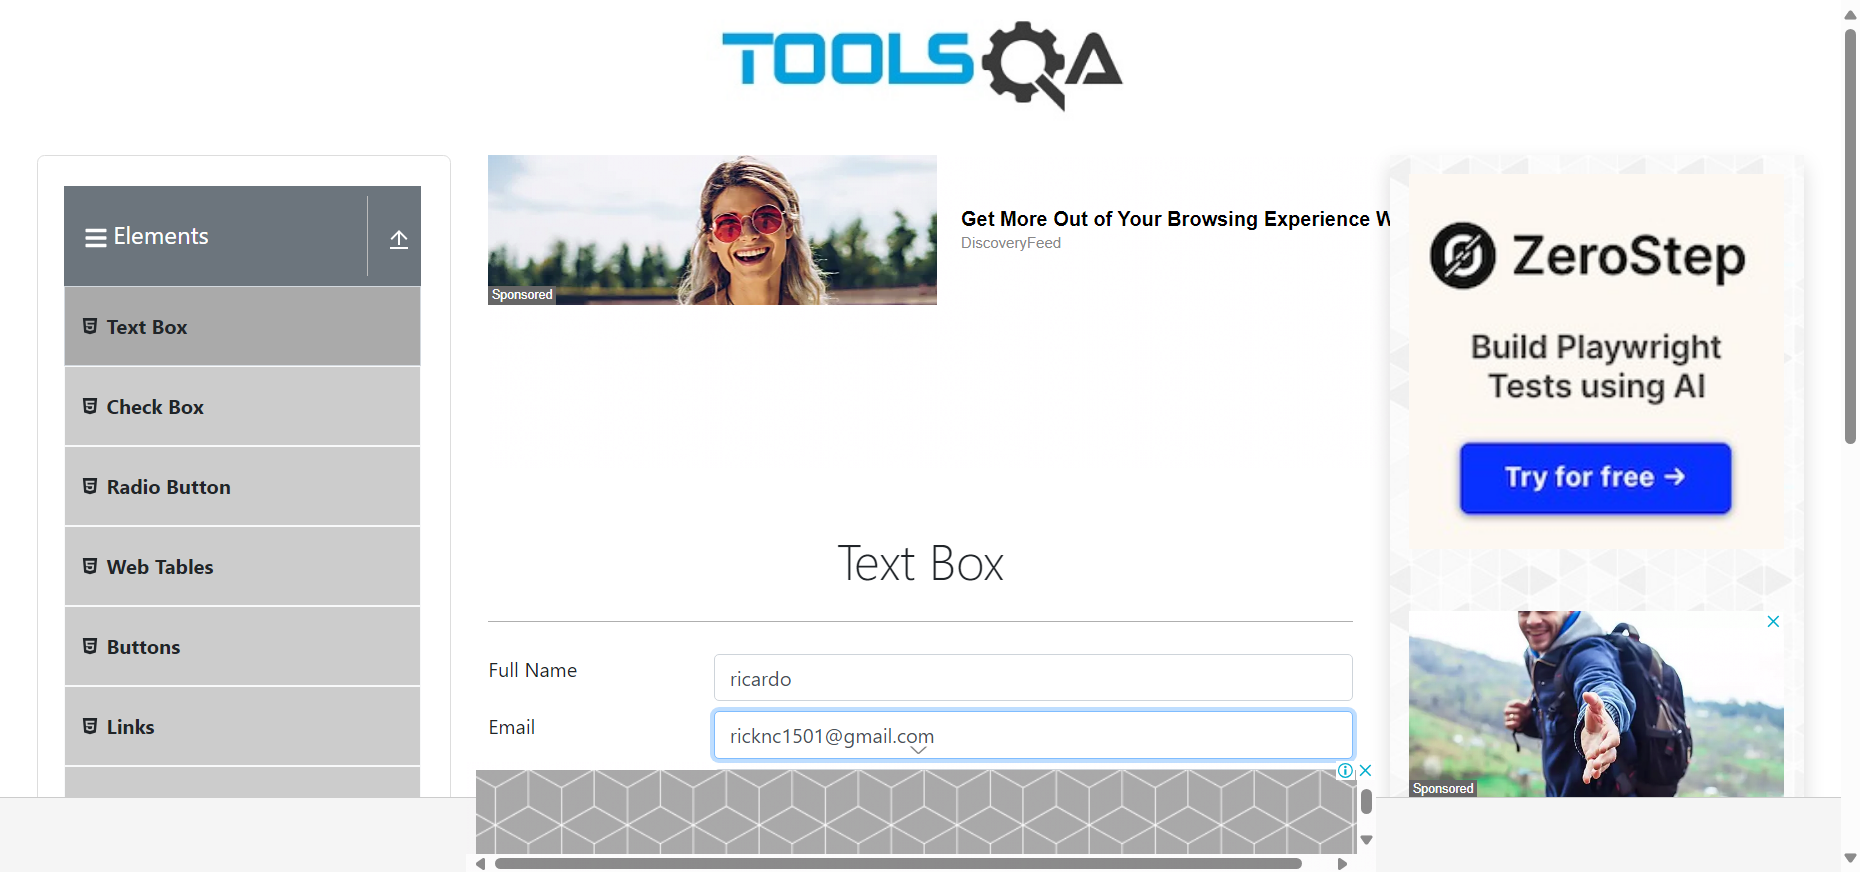 TOOLSQA
Elements
Text Box
Check Box
Radio Button
Web Tables
Buttons
Links
Sponsored
Get More Out of Your Browsing Experience W
DiscoveryFeed
Text Box
Full Name
ricardo
Email
ricknc1501@gmail.com
ZeroStep
Build Playwright
Tests using AI
Try for free →
Sponsored